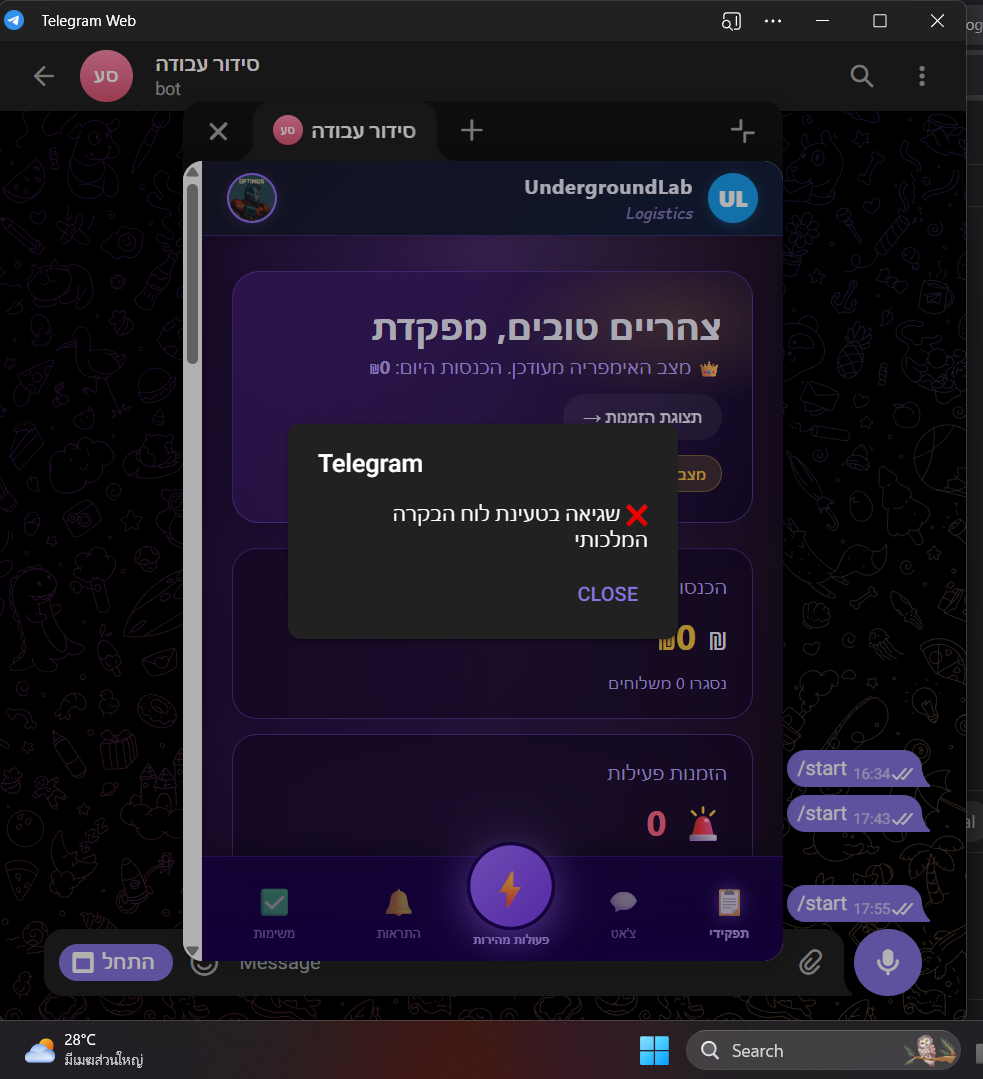 Telegram Web
סידור עבודה
bot
סע
סידור עבודה
סע
OPTIMUS
UndergroundLab
Logistics
UL
צהריים טובים, מפקדת
👑 מצב האימפריה מעודכן. הכנסות היום: ₪0
תצוגת הזמנות →
מצב
Telegram
❌ שגיאה בטעינת לוח הבקרה
המלכותי
CLOSE
הכנסו
₪ ₪0
נסגרו 0 משלוחים
הזמנות פעילות
0
תפקידי
צ'אט
פעולות מהירות
התראות
משימות
/start 16:34
/start 17:43
/start 17:55
התחל
Message
28°C
มีเมฆส่วนใหญ่
Search